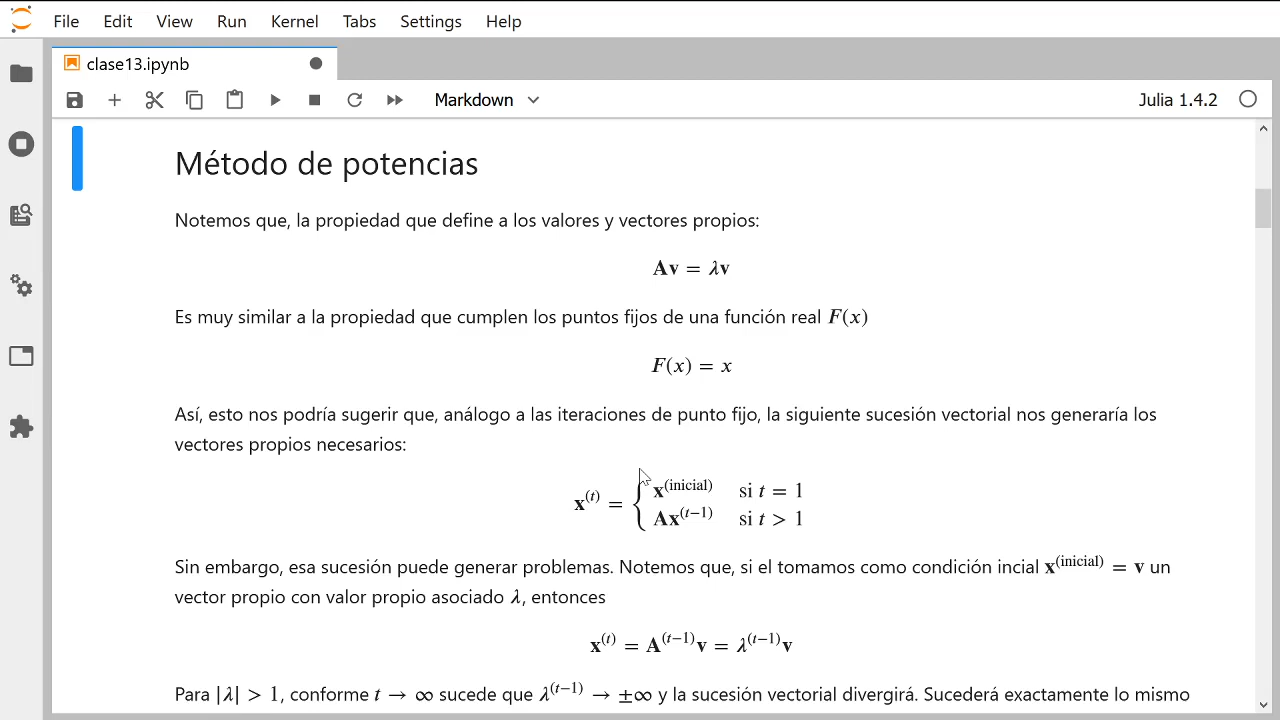 File Edit View Run Kernel Tabs Settings Help
clase13.ipynb
Markdown
Julia 1.4.2
Método de potencias
Notemos que, la propiedad que define a los valores y vectores propios:
Av = λv
Es muy similar a la propiedad que cumplen los puntos fijos de una función real F(x)
F(x) = x
Así, esto nos podría sugerir que, análogo a las iteraciones de punto fijo, la siguiente sucesión vectorial nos generaría los
vectores propios necesarios:
x^(t) = { x^(inicial) si t = 1
Ax^(t−1) si t > 1
Sin embargo, esa sucesión puede generar problemas. Notemos que, si el tomamos como condición incial x^(inicial) = v un
vector propio con valor propio asociado λ, entonces
x^(t) = A^(t−1)v = λ^(t−1)v
Para |λ| > 1, conforme t → ∞ sucede que λ^(t−1) → ±∞ y la sucesión vectorial divergirá. Sucederá exactamente lo mismo